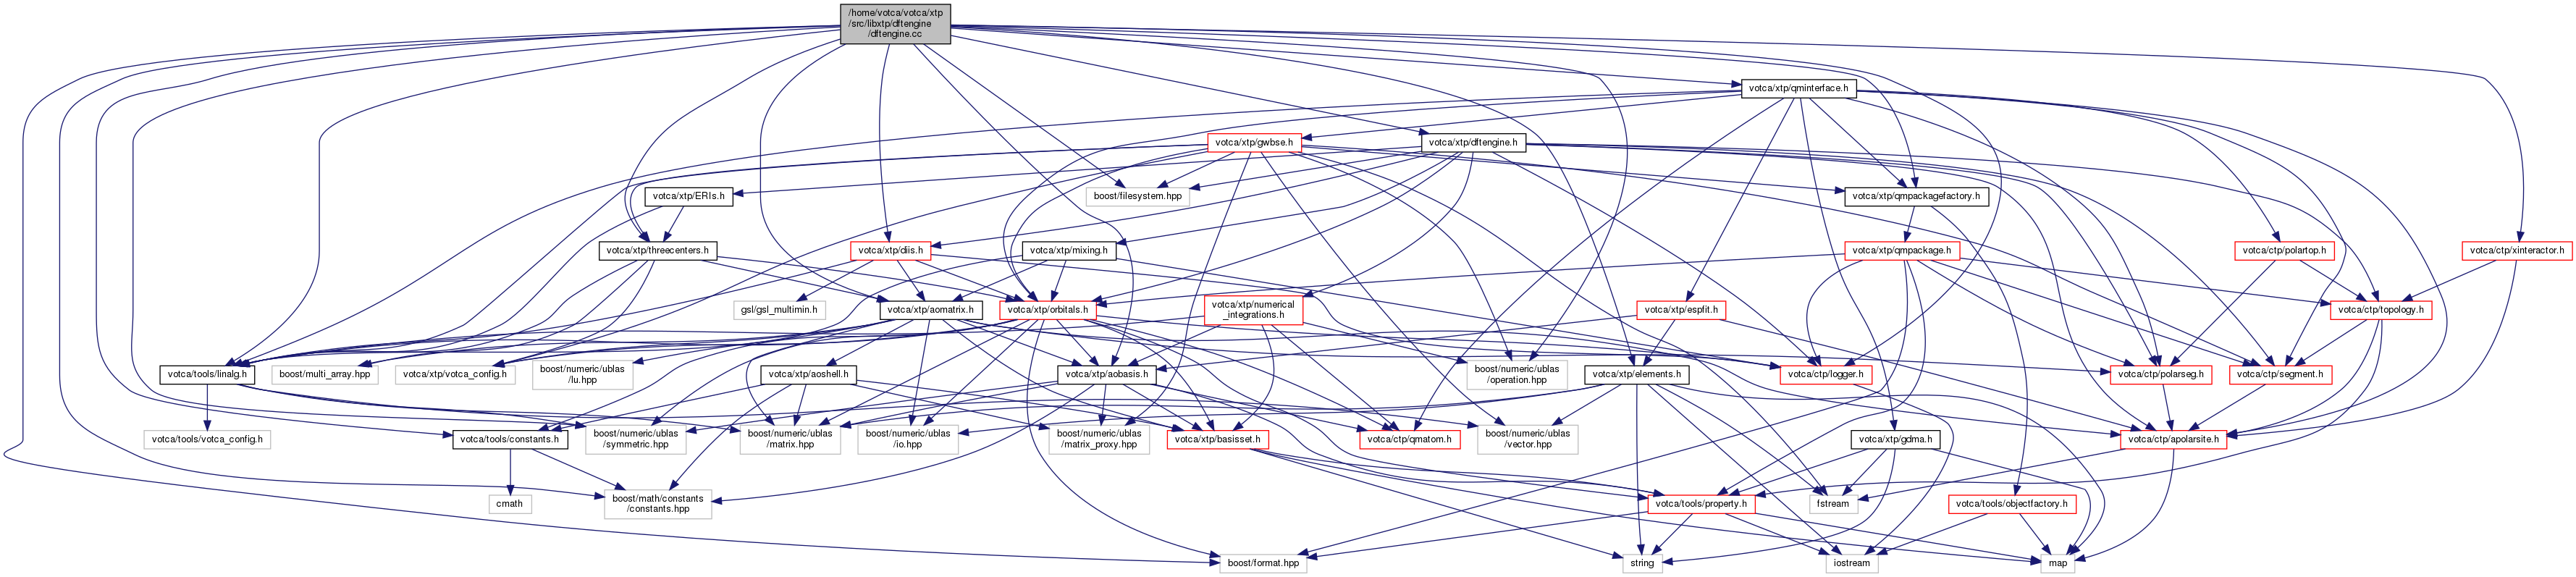 /home/votca/votca/xtp
/src/libxtp/dftengine
/dftengine.cc
votca/xtp/qminterface.h
votca/xtp/gwbse.h
votca/xtp/dftengine.h
votca/xtp/ERIs.h
boost/filesystem.hpp
votca/xtp/qmpackagefactory.h
votca/xtp/threecenters.h
votca/xtp/diis.h
votca/xtp/mixing.h
votca/xtp/qmpackage.h
votca/ctp/polartop.h
votca/ctp/xinteractor.h
gsl/gsl_multimin.h
votca/xtp/aomatrix.h
votca/xtp/orbitals.h
votca/xtp/numerical
_integrations.h
votca/xtp/espfit.h
votca/ctp/topology.h
votca/tools/linalg.h
boost/multi_array.hpp
votca/xtp/votca_config.h
boost/numeric/ublas
/lu.hpp
votca/xtp/aoshell.h
votca/xtp/aobasis.h
boost/numeric/ublas
/operation.hpp
votca/xtp/elements.h
votca/ctp/logger.h
votca/ctp/polarseg.h
votca/ctp/segment.h
votca/tools/votca_config.h
votca/tools/constants.h
boost/numeric/ublas
/symmetric.hpp
boost/numeric/ublas
/matrix.hpp
boost/numeric/ublas
/io.hpp
boost/numeric/ublas
/matrix_proxy.hpp
votca/xtp/basisset.h
votca/ctp/qmatom.h
boost/numeric/ublas
/vector.hpp
votca/xtp/gdma.h
votca/ctp/apolarsite.h
cmath
boost/math/constants
/constants.hpp
votca/tools/property.h
fstream
votca/tools/objectfactory.h
boost/format.hpp
string
iostream
map